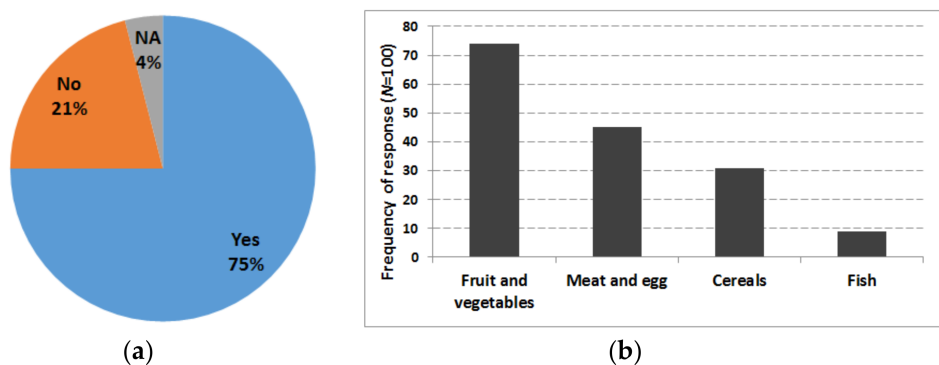 NA
4%
No
21%
Yes
75%
(a)
Frequency of response (N=100)
80
70
60
50
40
30
20
10
0
Fruit and
vegetables
Meat and egg
Cereals
Fish
(b)